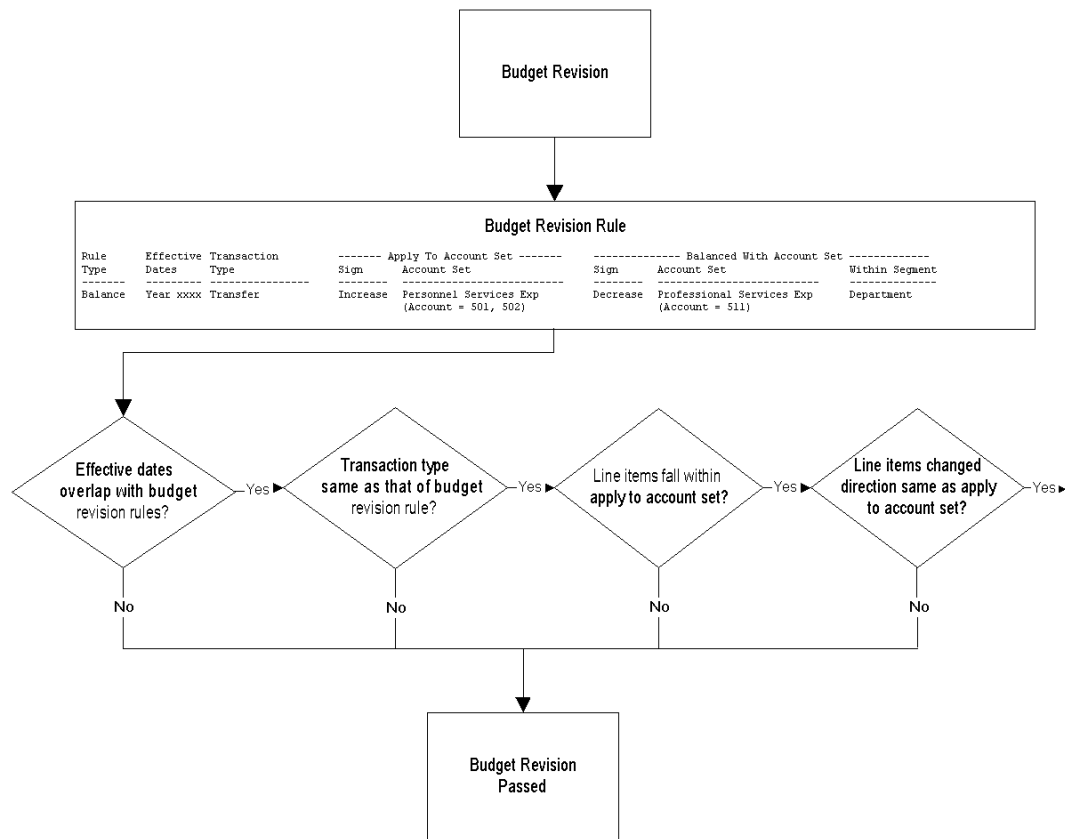 Budget Revision
Budget Revision Rule
Rule Effective Transaction ------- Apply To Account Set ------- ------------- Balanced With Account Set -------------
Type Dates Type Sign Account Set Sign Account Set Within Segment
Balance Year xxxx Transfer Increase Personnel Services Exp Decrease Professional Services Exp Department
(Account = 501, 502) (Account = 511)
Effective dates
overlap with budget
revision rules?
Yes
Transaction type
same as that of budget
revision rule?
Yes
Line items fall within
apply to account set?
Yes
Line items changed
direction same as apply
to account set?
Yes
No
No
No
No
Budget Revision
Passed